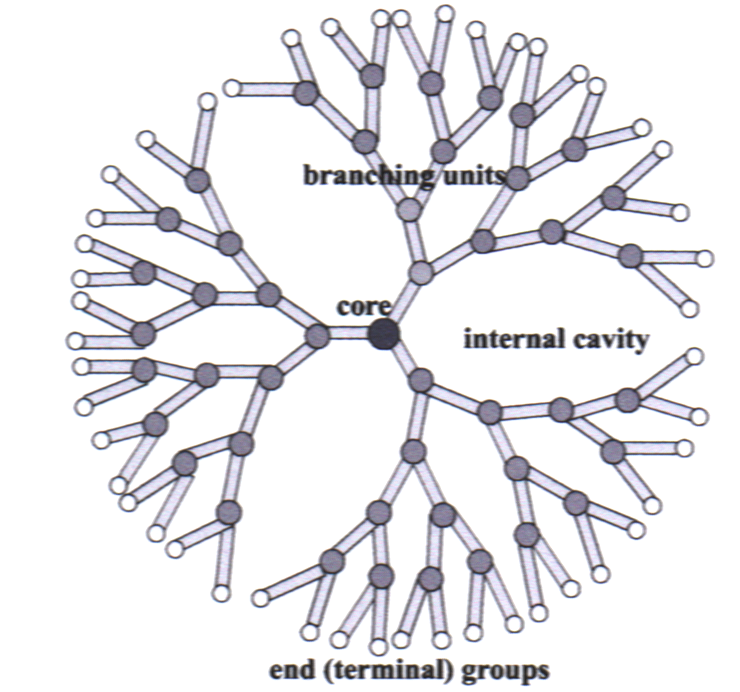 branching units
core
internal cavity
end (terminal) groups